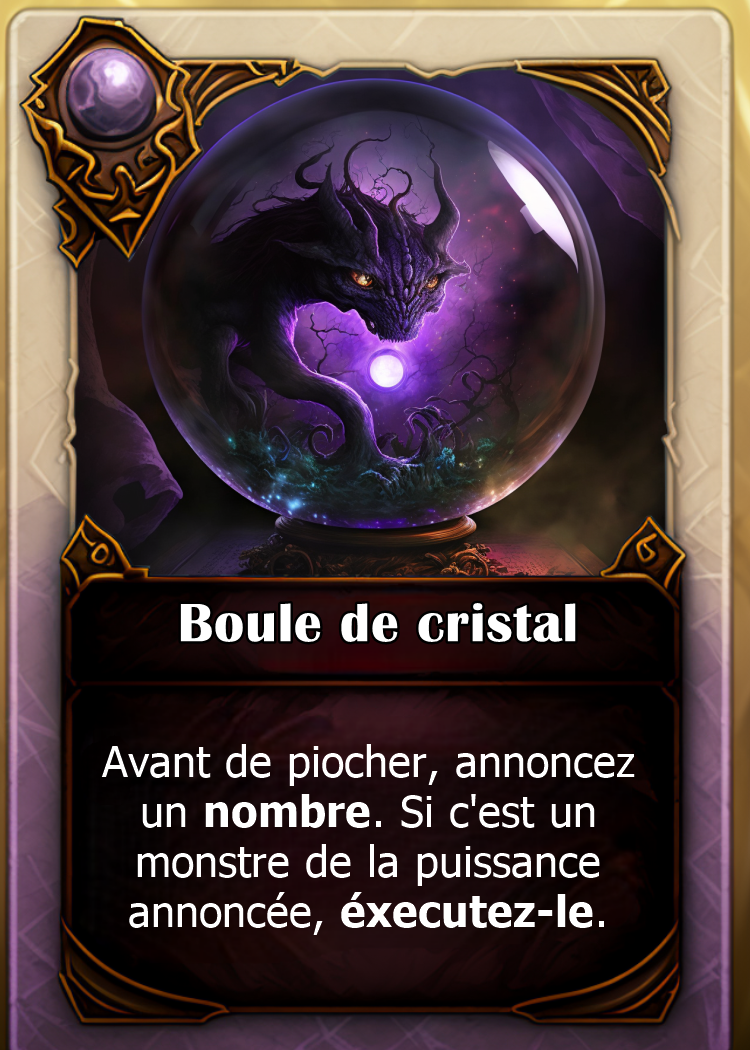 Boule de cristal
Avant de piocher, annoncez
un nombre. Si c'est un
monstre de la puissance
annoncée, éxecutez-le.